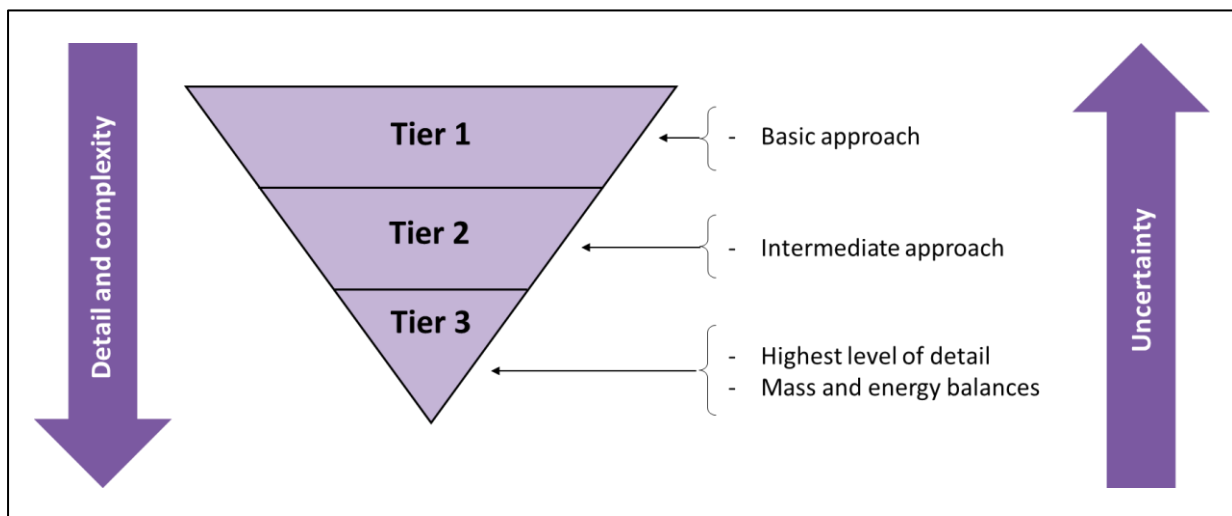 Detail and complexity
Tier 1
- Basic approach
Tier 2
- Intermediate approach
Tier 3
- Highest level of detail
- Mass and energy balances
Uncertainty